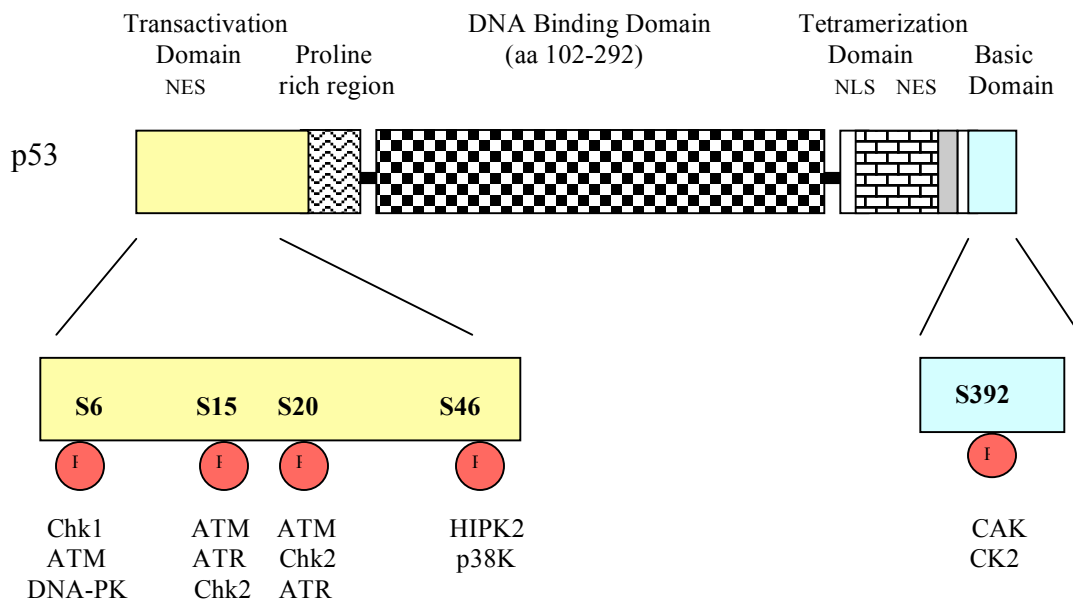 Transactivation
Domain
NES
Proline
rich region
DNA Binding Domain
(aa 102-292)
Tetramerization
Domain
NLS NES
Basic
Domain
p53
S6 S15 S20 S46
S392
Chk1
ATM
DNA-PK
ATM
ATR
Chk2
ATM
Chk2
ATR
HIPK2
p38K
CAK
CK2